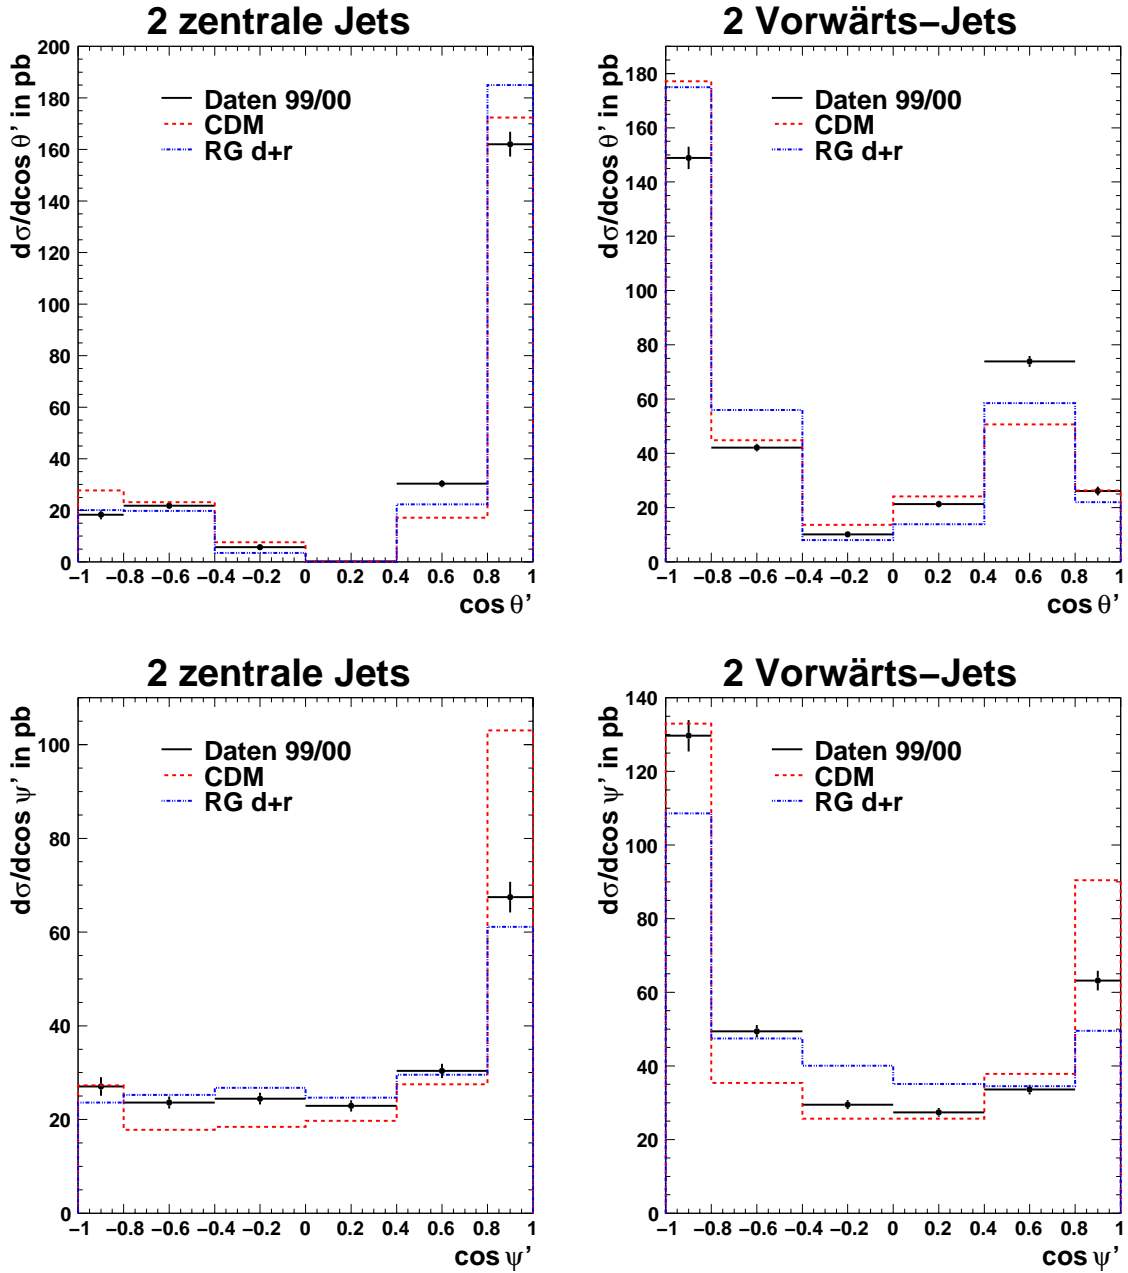 2 zentrale Jets
dσ/dcos θ’ in pb
200
180
160
140
120
100
80
60
40
20
0
Daten 99/00
CDM
RG d+r
−1 −0.8 −0.6 −0.4 −0.2 0 0.2 0.4 0.6 0.8 1
cos θ’
2 Vorwärts−Jets
dσ/dcos θ’ in pb
180
160
140
120
100
80
60
40
20
0
Daten 99/00
CDM
RG d+r
−1 −0.8 −0.6 −0.4 −0.2 0 0.2 0.4 0.6 0.8 1
cos θ’
2 zentrale Jets
dσ/dcos ψ’ in pb
100
80
60
40
20
0
Daten 99/00
CDM
RG d+r
−1 −0.8 −0.6 −0.4 −0.2 0 0.2 0.4 0.6 0.8 1
cos ψ’
2 Vorwärts−Jets
dσ/dcos ψ’ in pb
140
120
100
80
60
40
20
0
Daten 99/00
CDM
RG d+r
−1 −0.8 −0.6 −0.4 −0.2 0 0.2 0.4 0.6 0.8 1
cos ψ’